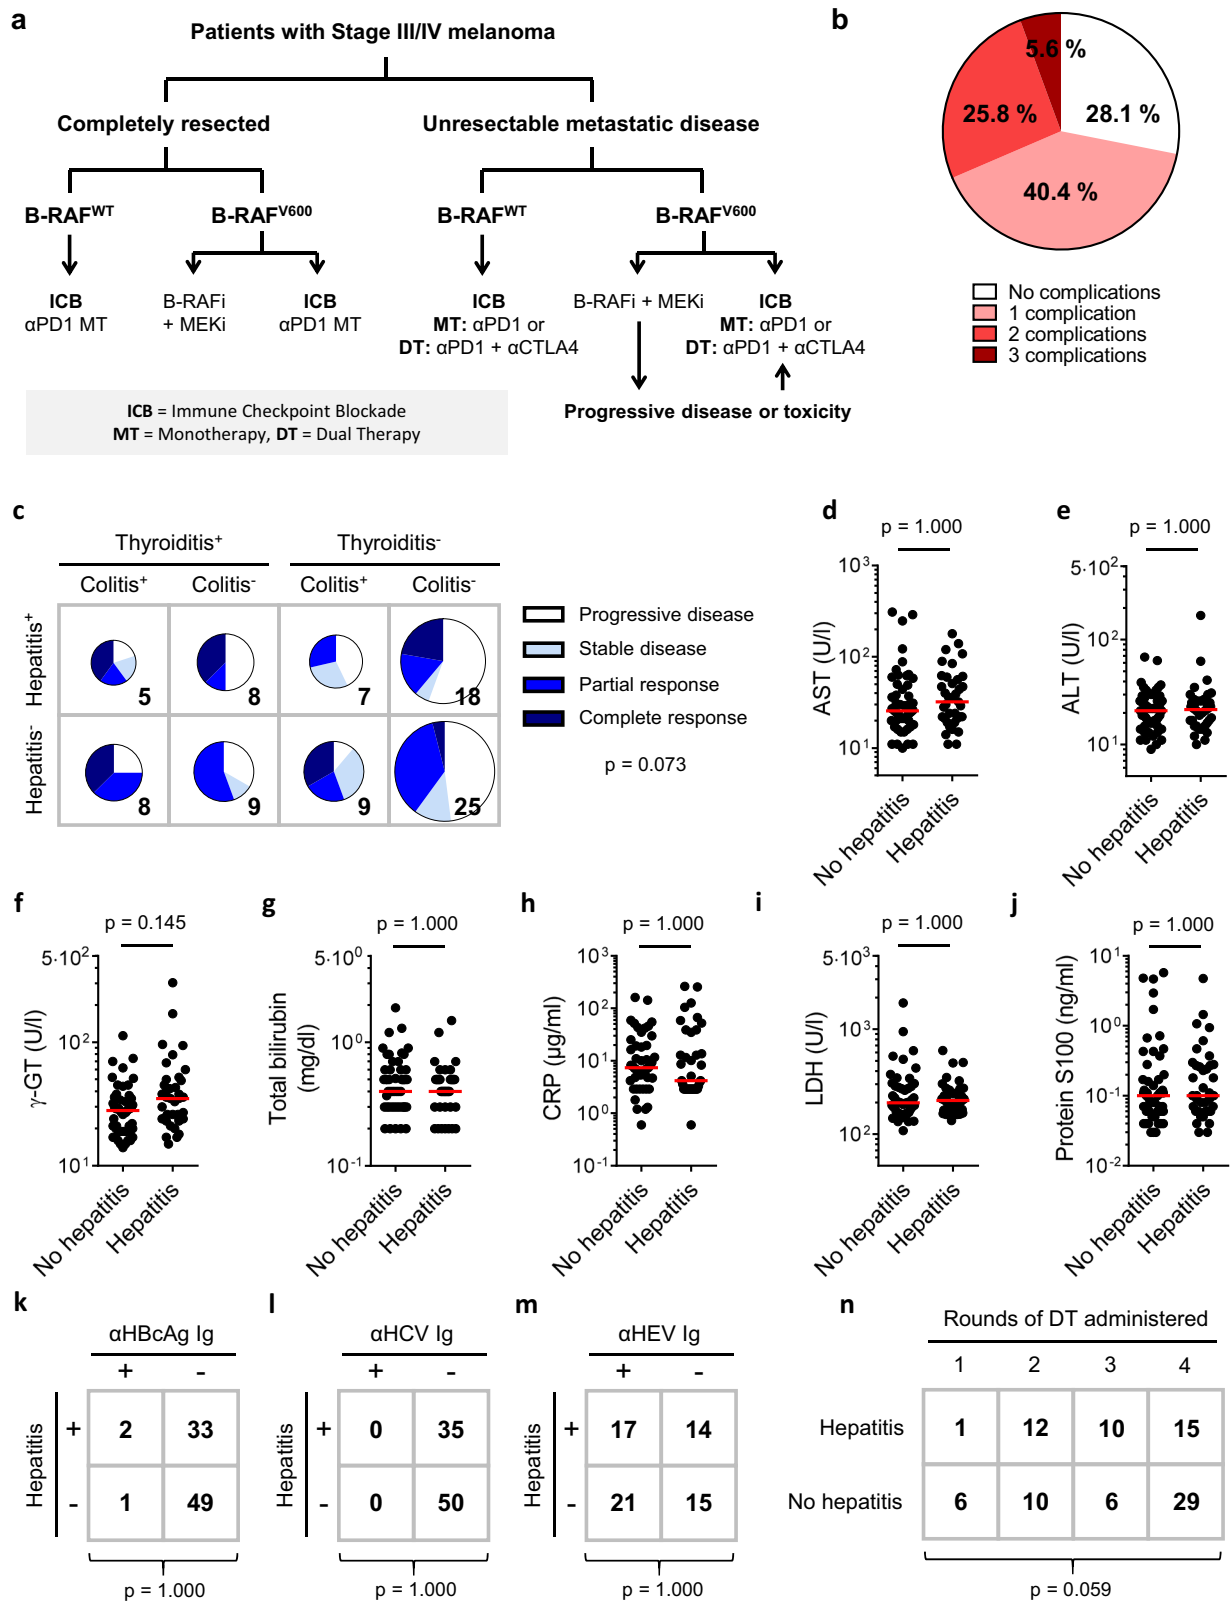 a
Patients with Stage III/IV melanoma
Completely resected
Unresectable metastatic disease
B-RAFWT
B-RAFV600
B-RAFWT
B-RAFV600
ICB
αPD1 MT
B-RAFi
+ MEKi
ICB
αPD1 MT
ICB
MT: αPD1 or
DT: αPD1 + αCTLA4
B-RAFi + MEKi
ICB
MT: αPD1 or
DT: αPD1 + αCTLA4
Progressive disease or toxicity
ICB = Immune Checkpoint Blockade
MT = Monotherapy, DT = Dual Therapy
b
5.6 %
25.8 %
28.1 %
40.4 %
No complications
1 complication
2 complications
3 complications
c
Thyroiditis+
Thyroiditis-
Colitis+
Colitis-
Colitis+
Colitis-
Hepatitis+
5
8
7
18
Hepatitis-
8
9
9
25
Progressive disease
Stable disease
Partial response
Complete response
p = 0.073
d
p = 1.000
AST (U/l)
10³
10²
10¹
No hepatitis
Hepatitis
e
p = 1.000
ALT (U/l)
5·10²
10²
10¹
No hepatitis
Hepatitis
f
p = 0.145
γ-GT (U/l)
5·10²
10²
10¹
No hepatitis
Hepatitis
g
p = 1.000
Total bilirubin
(mg/dl)
5·10⁰
10⁰
10⁻¹
No hepatitis
Hepatitis
h
p = 1.000
CRP (µg/ml)
10³
10²
10¹
10⁰
10⁻¹
No hepatitis
Hepatitis
i
p = 1.000
LDH (U/l)
5·10³
10³
10²
No hepatitis
Hepatitis
j
p = 1.000
Protein S100 (ng/ml)
10¹
10⁰
10⁻¹
10⁻²
No hepatitis
Hepatitis
k
αHBcAg Ig
+ -
Hepatitis
+ 2 33
- 1 49
p = 1.000
l
αHCV Ig
+ -
Hepatitis
+ 0 35
- 0 50
p = 1.000
m
αHEV Ig
+ -
Hepatitis
+ 17 14
- 21 15
p = 1.000
n
Rounds of DT administered
1 2 3 4
Hepatitis 1 12 10 15
No hepatitis 6 10 6 29
p = 0.059